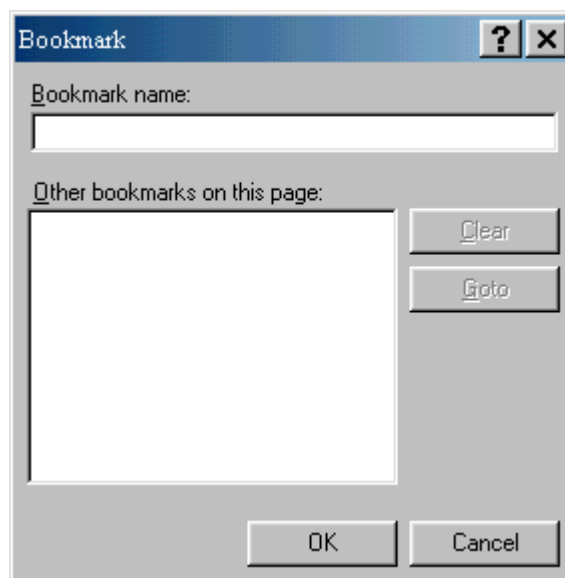 Bookmark
Bookmark name:
Other bookmarks on this page:
Clear
Goto
OK Cancel